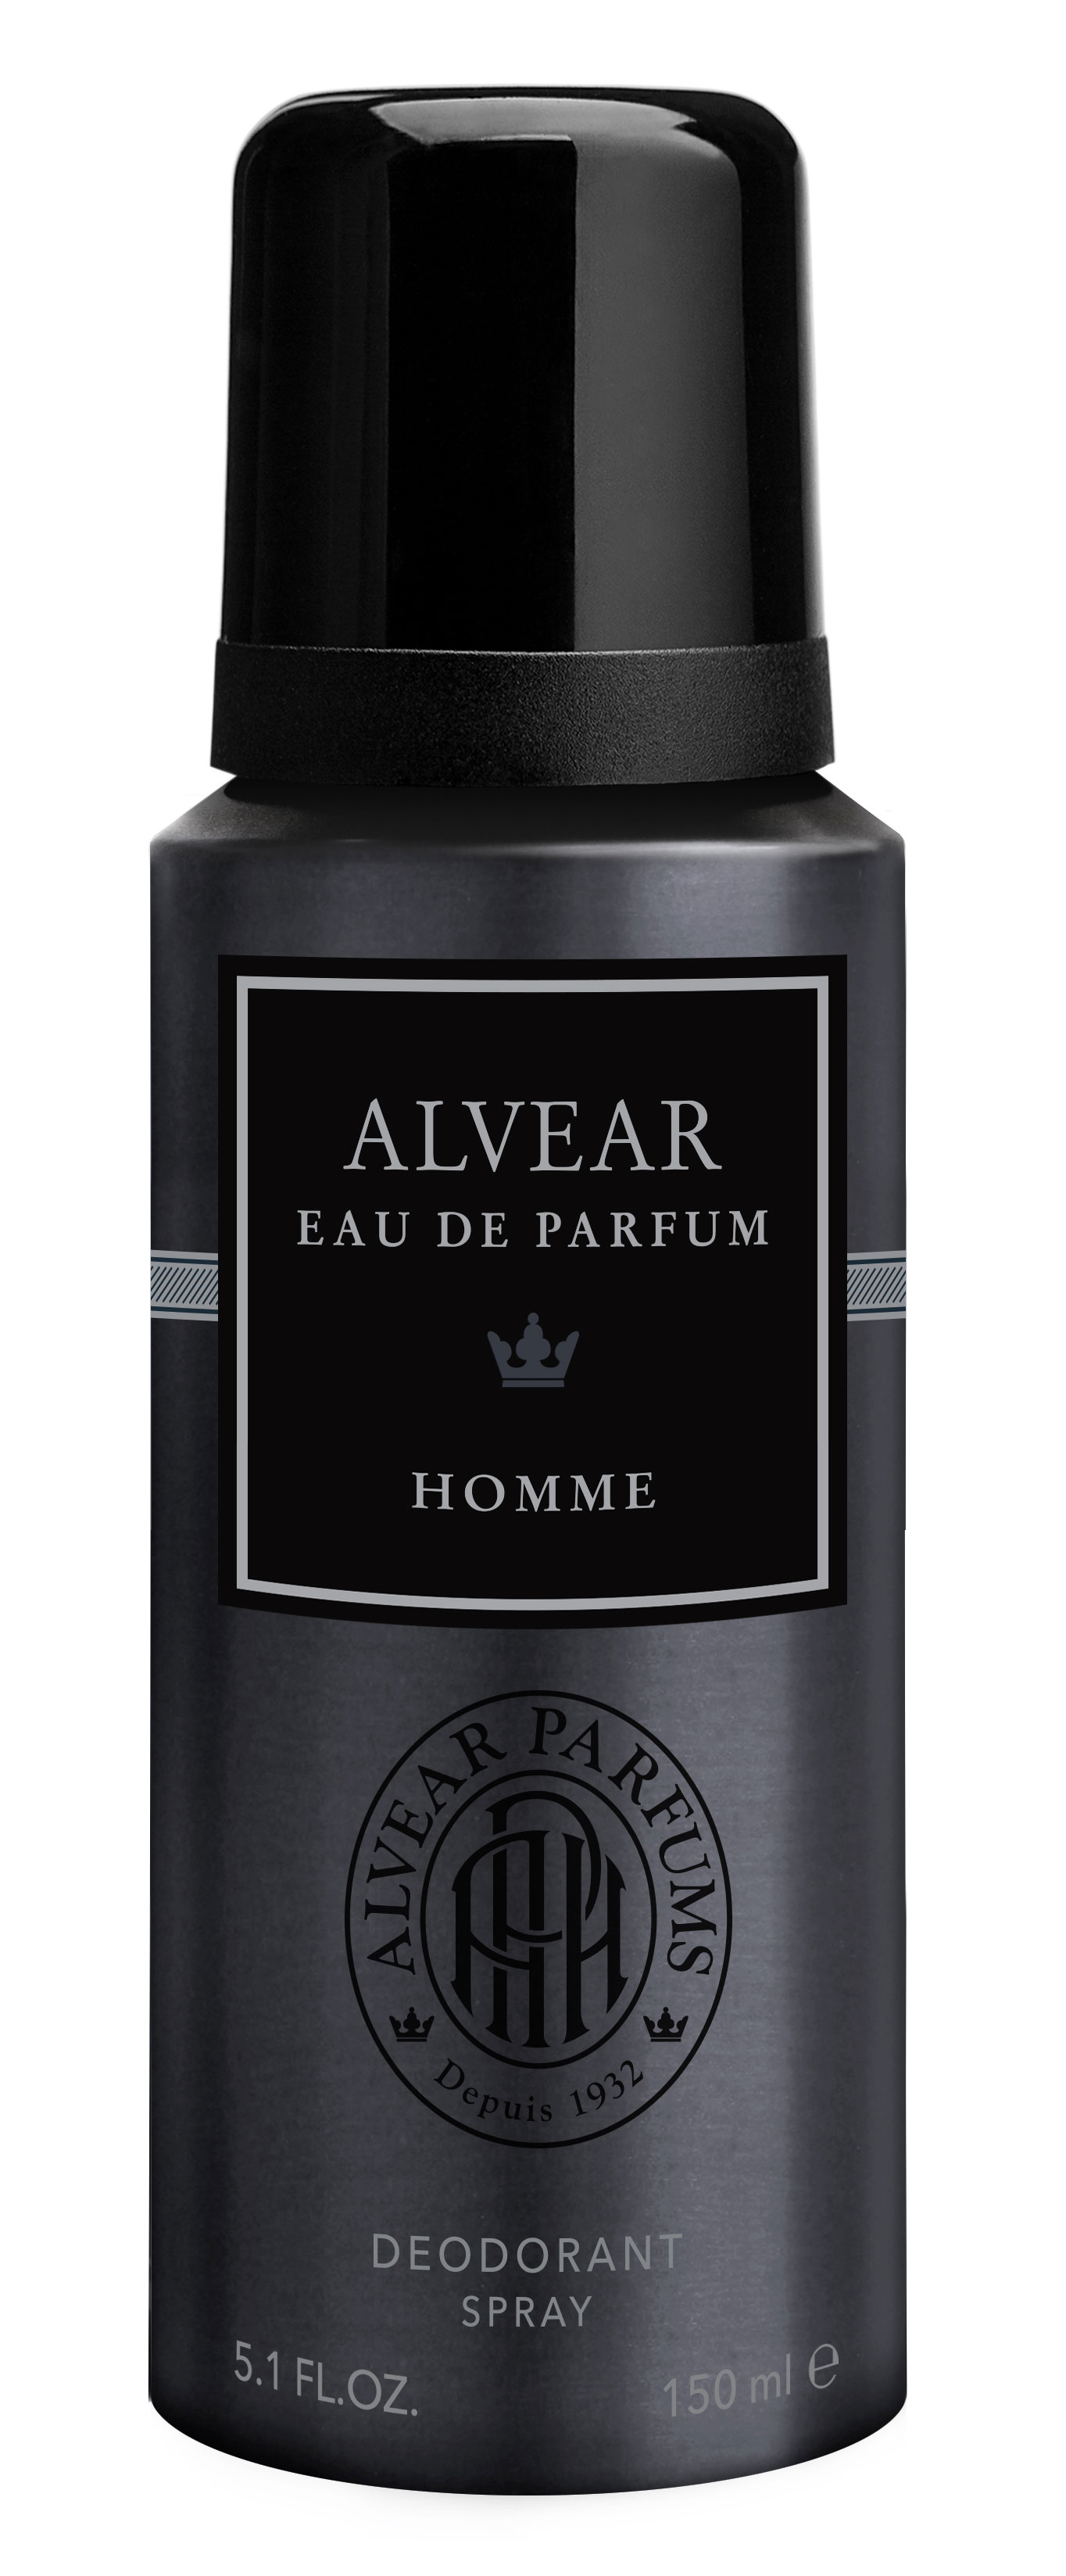 ALVEAR
EAU DE PARFUM
HOMME
ALVEAR PARFUMS
Depuis 1932
DEODORANT
SPRAY
5.1 FL.OZ.
150 ml ℮